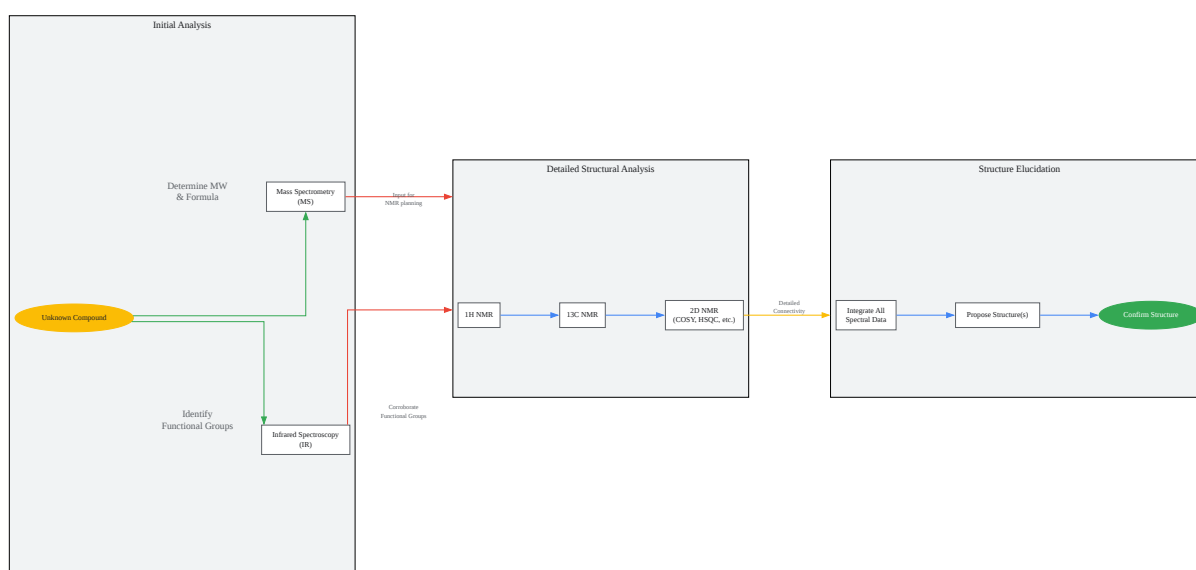 Initial Analysis
Determine MW
& Formula
Mass Spectrometry
(MS)
Unknown Compound
Identify
Functional Groups
Infrared Spectroscopy
(IR)
Input for
NMR planning
Corroborate
Functional Groups
Detailed Structural Analysis
1H NMR
13C NMR
2D NMR
(COSY, HSQC, etc.)
Detailed
Connectivity
Structure Elucidation
Integrate All
Spectral Data
Propose Structure(s)
Confirm Structure